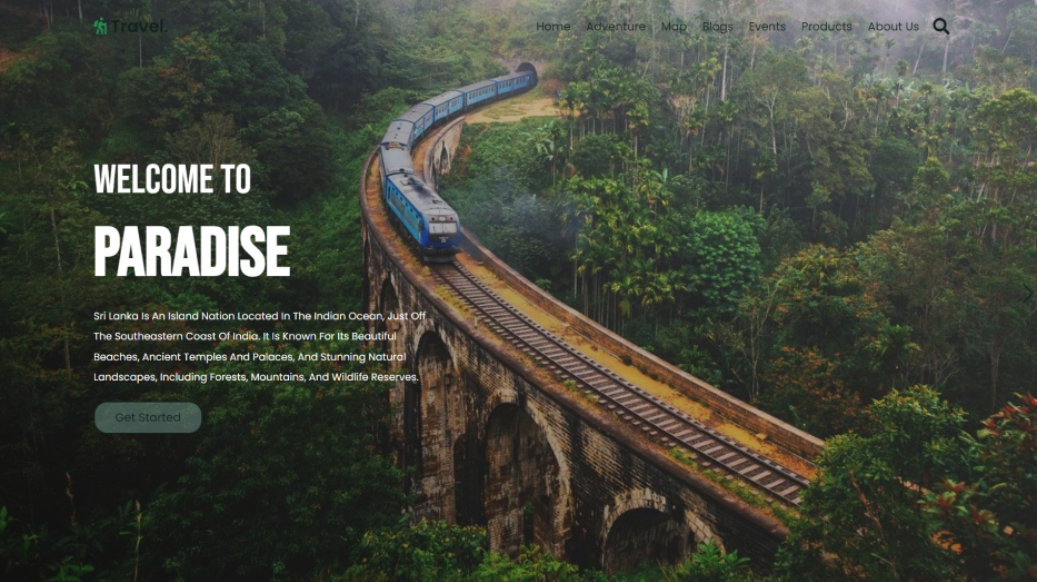 Travel.
Home Adventure Map Blogs Events Products About Us
WELCOME TO
PARADISE
Sri Lanka Is An Island Nation Located In The Indian Ocean, Just Off
The Southeastern Coast Of India. It Is Known For Its Beautiful
Beaches, Ancient Temples And Palaces, And Stunning Natural
Landscapes, Including Forests, Mountains, And Wildlife Reserves.
Get Started